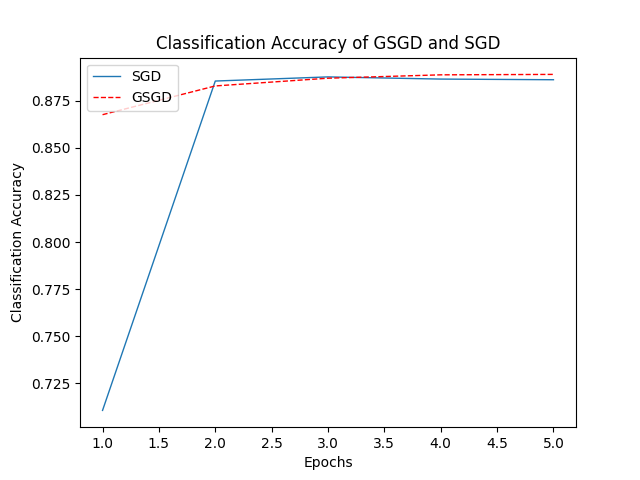 Classification Accuracy of GSGD and SGD
SGD
GSGD
0.875
0.850
0.825
0.800
0.775
0.750
0.725
Classification Accuracy
1.0 1.5 2.0 2.5 3.0 3.5 4.0 4.5 5.0
Epochs